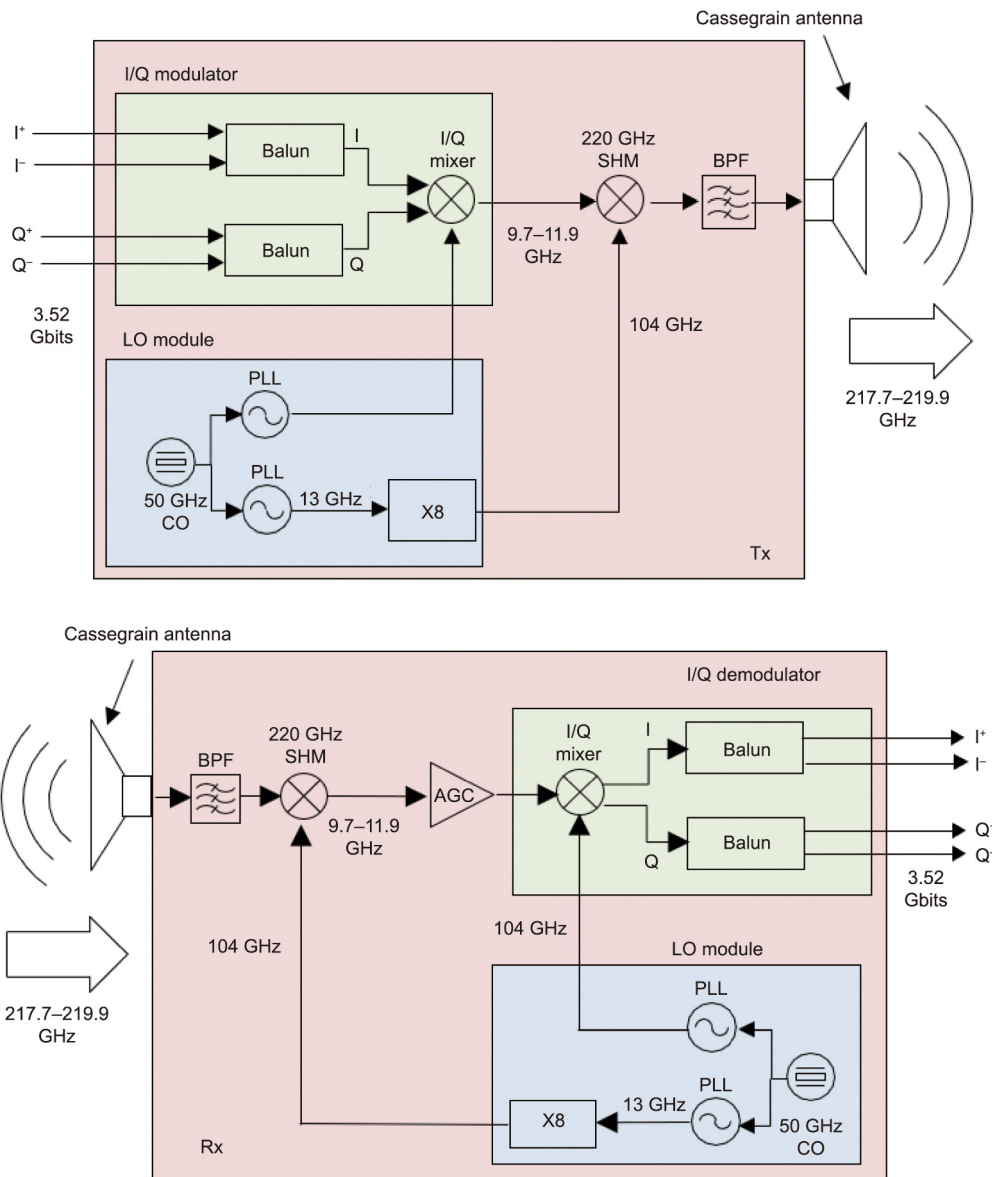 Cassegrain antenna
I/Q modulator
I⁺
I⁻
Balun
I
I/Q
mixer
220 GHz
SHM
BPF
Q⁺
Q⁻
Balun
Q
9.7–11.9
GHz
3.52
Gbits
LO module
104 GHz
PLL
217.7–219.9
GHz
PLL
50 GHz
CO
13 GHz
X8
Tx
Cassegrain antenna
I/Q demodulator
220 GHz
SHM
BPF
AGC
9.7–11.9
GHz
I/Q
mixer
I
Balun
I⁺
I⁻
Q
Balun
Q
Q
3.52
Gbits
104 GHz
104 GHz
LO module
217.7–219.9
GHz
PLL
PLL
13 GHz
X8
50 GHz
CO
Rx